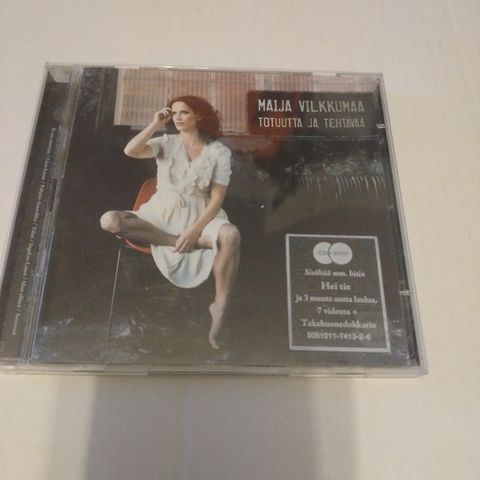 MAIJA VILKKUMAA
TOTUUTTA JA TEHTÄVÄÄ
CD+DVD
Sisältää mm. hitin
Hei tie
ja 3 muuta uutta laulua,
7 videota +
Takahuonedokkarin
5051011-7413-2-6